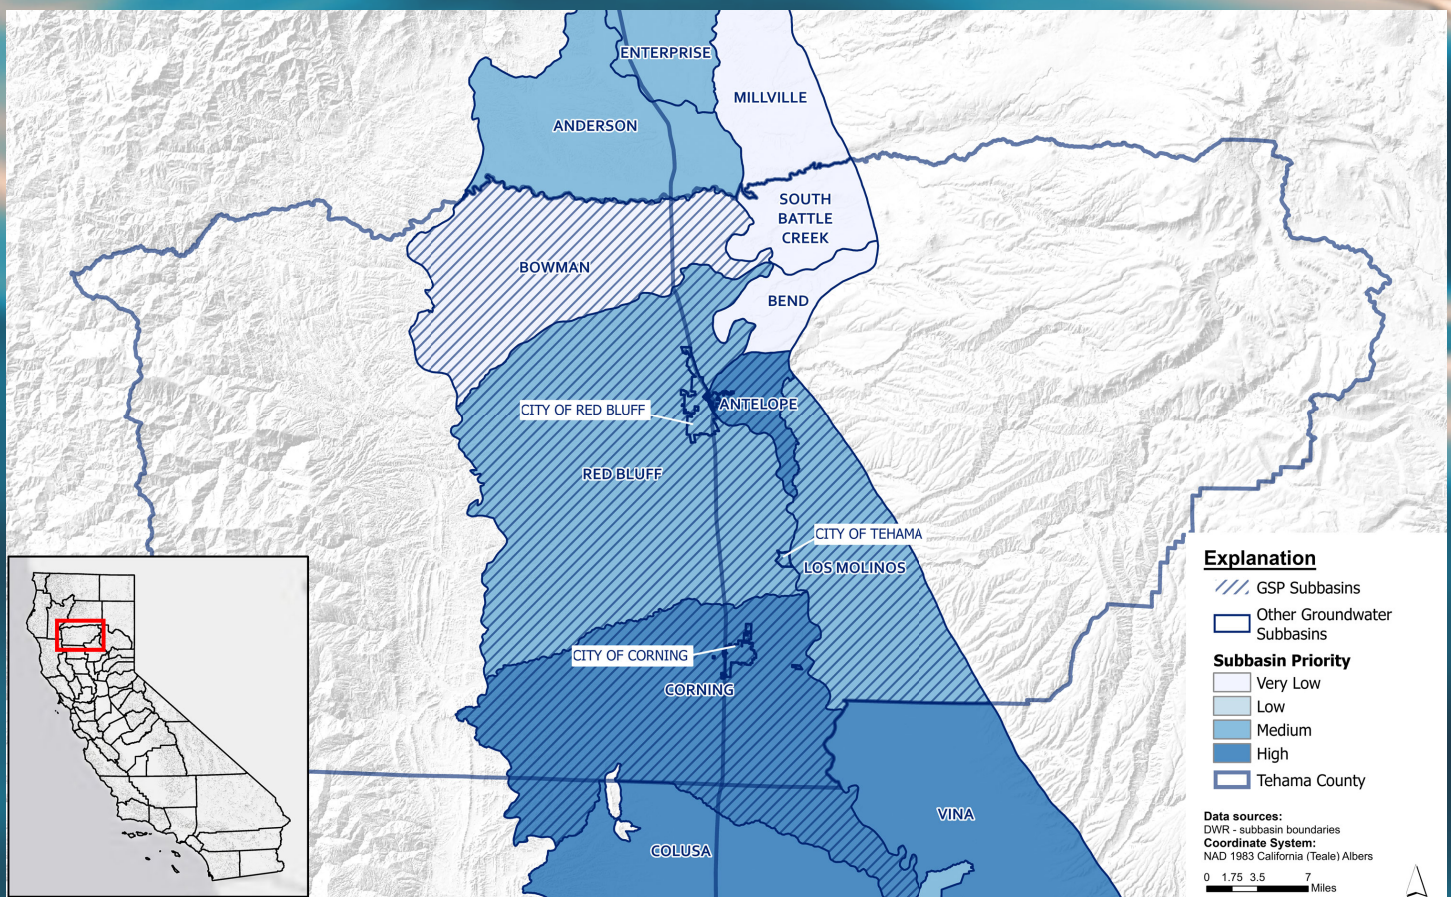 ENTERPRISE
MILLVILLE
ANDERSON
SOUTH
BATTLE
CREEK
BOWMAN
BEND
ANTELOPE
CITY OF RED BLUFF
RED BLUFF
CITY OF TEHAMA
LOS MOLINOS
CITY OF CORNING
CORNING
VINA
COLUSA
Explanation
GSP Subbasins
Other Groundwater
Subbasins
Subbasin Priority
Very Low
Low
Medium
High
Tehama County
Data sources:
DWR - subbasin boundaries
Coordinate System:
NAD 1983 California (Teale) Albers
0 1.75 3.5 7
Miles